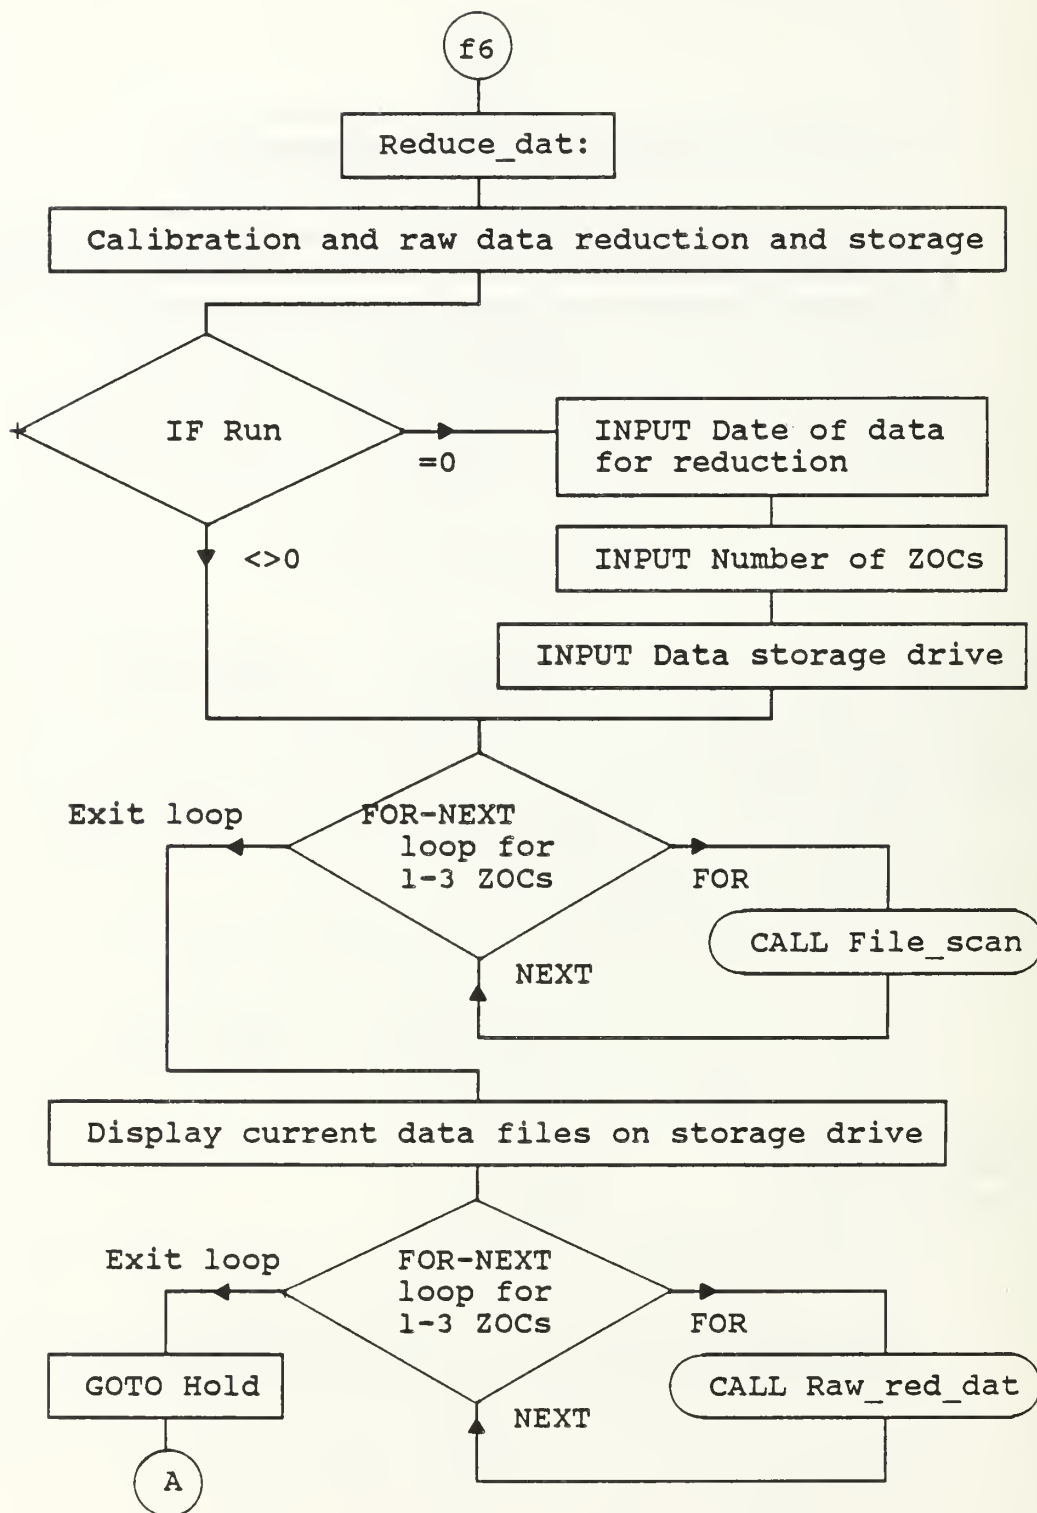 f6
Reduce_dat:
Calibration and raw data reduction and storage
IF Run
=0
<>0
INPUT Date of data
for reduction
INPUT Number of ZOCs
INPUT Data storage drive
Exit loop
FOR-NEXT
loop for
1-3 ZOCs
FOR
CALL File_scan
NEXT
Display current data files on storage drive
Exit loop
FOR-NEXT
loop for
1-3 ZOCs
FOR
GOTO Hold
CALL Raw_red_dat
NEXT
A